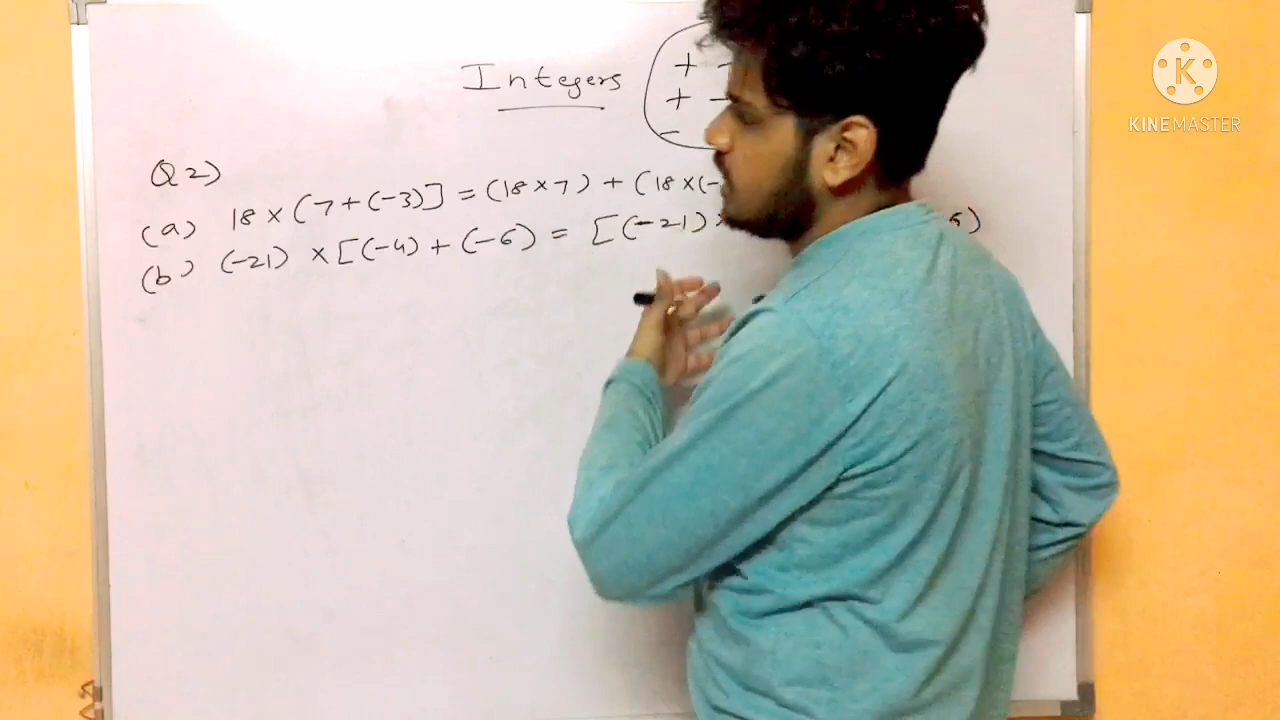 Integers
+ -
+ -
-
Q2)
(a) 18 × (7 + (-3)] = (18 × 7) + (18 × (-
(b) (-21) × [(-4) + (-6) = [(-21) × 6)
KINEMASTER